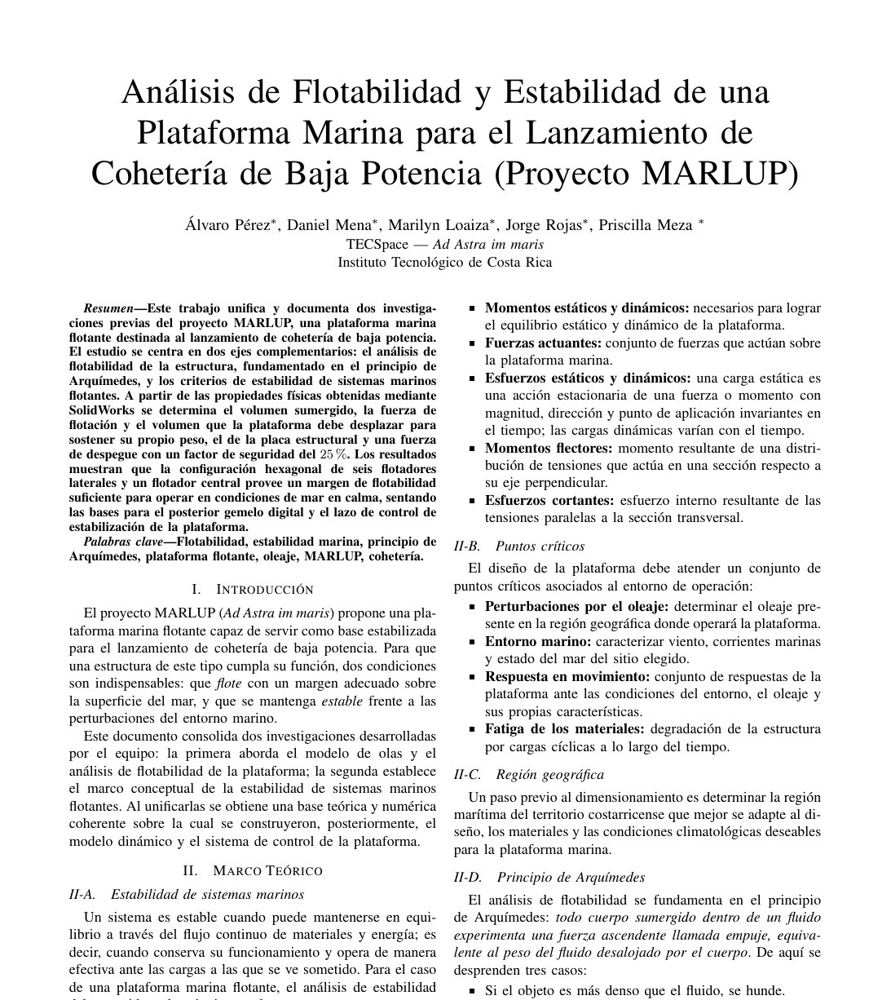 Análisis de Flotabilidad y Estabilidad de una
Plataforma Marina para el Lanzamiento de
Cohetería de Baja Potencia (Proyecto MARLUP)
Álvaro Pérez*, Daniel Mena*, Marilyn Loaiza*, Jorge Rojas*, Priscilla Meza *
TECSpace — Ad Astra im maris
Instituto Tecnológico de Costa Rica
Resumen—Este trabajo unifica y documenta dos investiga-
ciones previas del proyecto MARLUP, una plataforma marina
flotante destinada al lanzamiento de cohetería de baja potencia.
El estudio se centra en dos ejes complementarios: el análisis de
flotabilidad de la estructura, fundamentado en el principio de
Arquímedes, y los criterios de estabilidad de sistemas marinos
flotantes. A partir de las propiedades físicas obtenidas mediante
SolidWorks se determina el volumen sumergido, la fuerza de
flotación y el volumen que la plataforma debe desplazar para
sostener su propio peso, el de la placa estructural y una fuerza
de despegue con un factor de seguridad del 25 %. Los resultados
muestran que la configuración hexagonal de seis flotadores
laterales y un flotador central provee un margen de flotabilidad
suficiente para operar en condiciones de mar en calma, sentando
las bases para el posterior gemelo digital y el lazo de control de
estabilización de la plataforma.
Palabras clave—Flotabilidad, estabilidad marina, principio de
Arquímedes, plataforma flotante, oleaje, MARLUP, cohetería.
I. Introducción
El proyecto MARLUP (Ad Astra im maris) propone una pla-
taforma marina flotante capaz de servir como base estabilizada
para el lanzamiento de cohetería de baja potencia. Para que
una estructura de este tipo cumpla su función, dos condiciones
son indispensables: que flote con un margen adecuado sobre
la superficie del mar, y que se mantenga estable frente a las
perturbaciones del entorno marino.
Este documento consolida dos investigaciones desarrolladas
por el equipo: la primera aborda el modelo de olas y el
análisis de flotabilidad de la plataforma; la segunda establece
el marco conceptual de la estabilidad de sistemas marinos
flotantes. Al unificarlas se obtiene una base teórica y numérica
coherente sobre la cual se construyeron, posteriormente, el
modelo dinámico y el sistema de control de la plataforma.
II. Marco Teórico
II-A. Estabilidad de sistemas marinos
Un sistema es estable cuando puede mantenerse en equi-
librio a través del flujo continuo de materiales y energía; es
decir, cuando conserva su funcionamiento y opera de manera
efectiva ante las cargas a las que se ve sometido. Para el caso
de una plataforma marina flotante, el análisis de estabilidad
▪ Momentos estáticos y dinámicos: necesarios para lograr
el equilibrio estático y dinámico de la plataforma.
▪ Fuerzas actuantes: conjunto de fuerzas que actúan sobre
la plataforma marina.
▪ Esfuerzos estáticos y dinámicos: una carga estática es
una acción estacionaria de una fuerza o momento con
magnitud, dirección y punto de aplicación invariantes en
el tiempo; las cargas dinámicas varían con el tiempo.
▪ Momentos flectores: momento resultante de una distri-
bución de tensiones que actúa en una sección respecto a
su eje perpendicular.
▪ Esfuerzos cortantes: esfuerzo interno resultante de las
tensiones paralelas a la sección transversal.
II-B. Puntos críticos
El diseño de la plataforma debe atender un conjunto de
puntos críticos asociados al entorno de operación:
▪ Perturbaciones por el oleaje: determinar el oleaje pre-
sente en la región geográfica donde operará la plataforma.
▪ Entorno marino: caracterizar viento, corrientes marinas
y estado del mar del sitio elegido.
▪ Respuesta en movimiento: conjunto de respuestas de la
plataforma ante las condiciones del entorno, el oleaje y
sus propias características.
▪ Fatiga de los materiales: degradación de la estructura
por cargas cíclicas a lo largo del tiempo.
II-C. Región geográfica
Un paso previo al dimensionamiento es determinar la región
marítima del territorio costarricense que mejor se adapte al di-
seño, los materiales y las condiciones climatológicas deseables
para la plataforma marina.
II-D. Principio de Arquímedes
El análisis de flotabilidad se fundamenta en el principio
de Arquímedes: todo cuerpo sumergido dentro de un fluido
experimenta una fuerza ascendente llamada empuje, equiva-
lente al peso del fluido desalojado por el cuerpo. De aquí se
desprenden tres casos:
▪ Si el objeto es más denso que el fluido, se hunde.